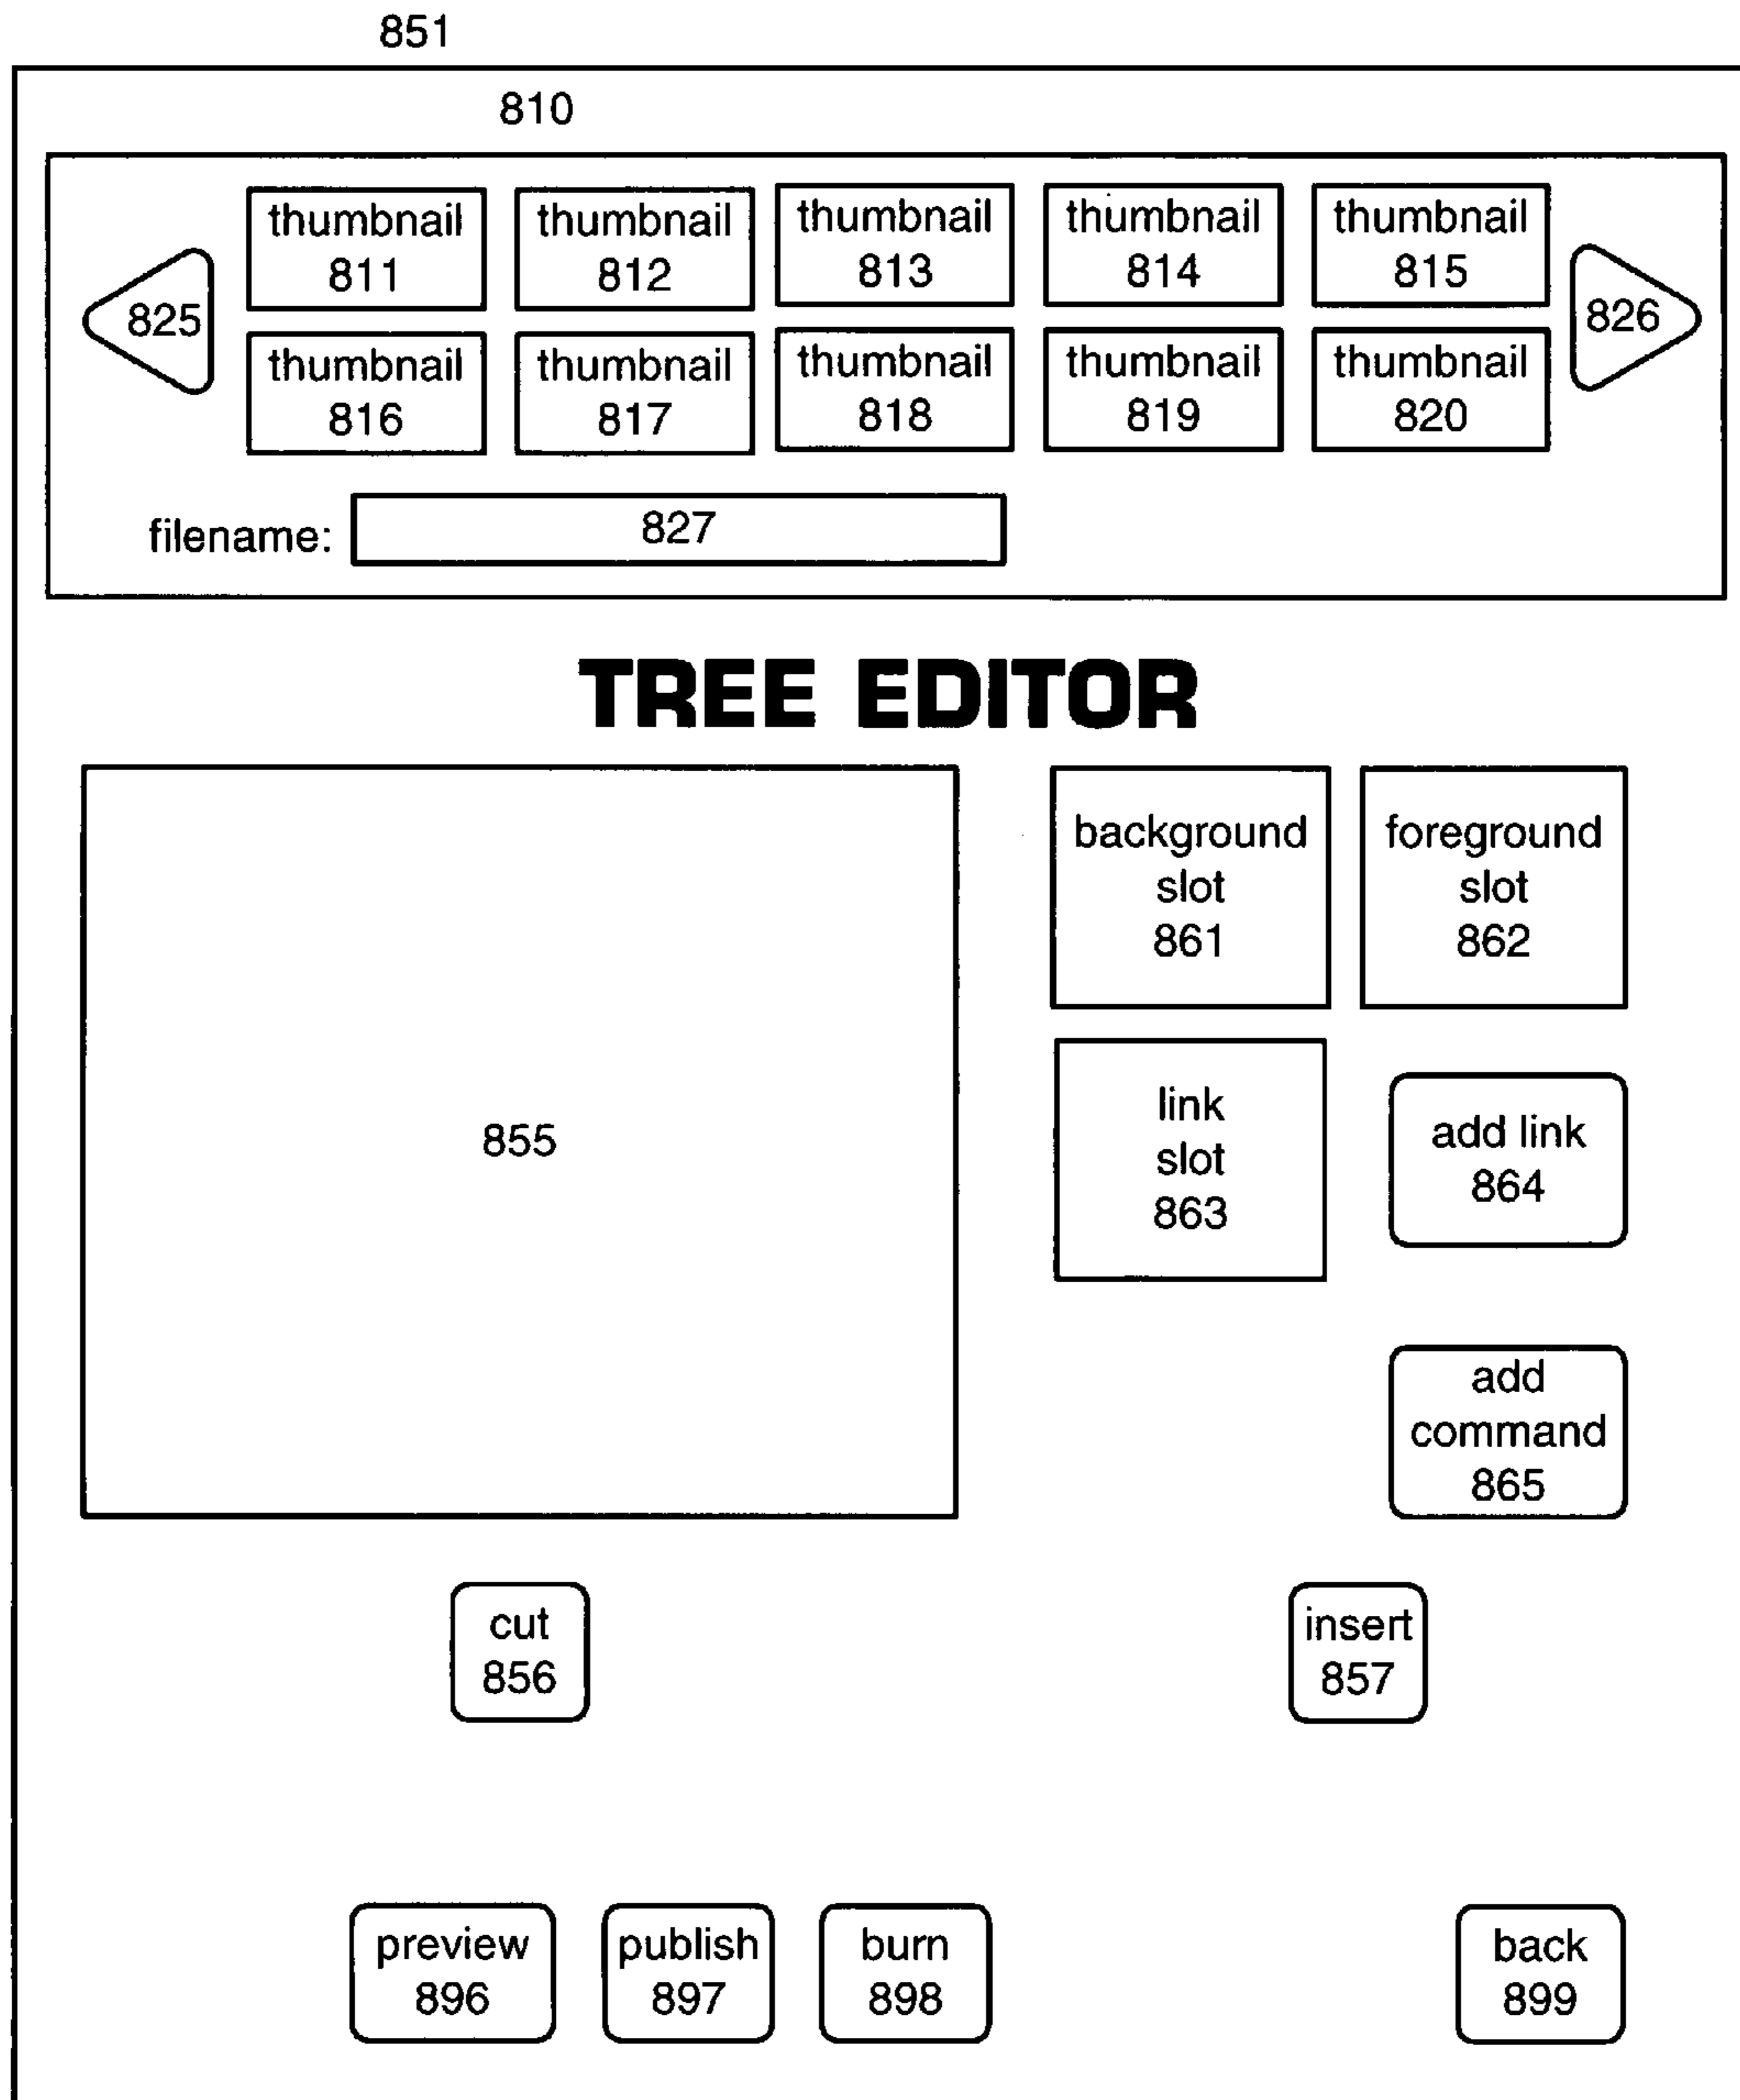 851
810
thumbnail
811
thumbnail
812
thumbnail
813
thumbnail
814
thumbnail
815
825
826
thumbnail
816
thumbnail
817
thumbnail
818
thumbnail
819
thumbnail
820
filename:
827
TREE EDITOR
background
slot
861
foreground
slot
862
855
link
slot
863
add link
864
add
command
865
cut
856
insert
857
preview
896
publish
897
burn
898
back
899